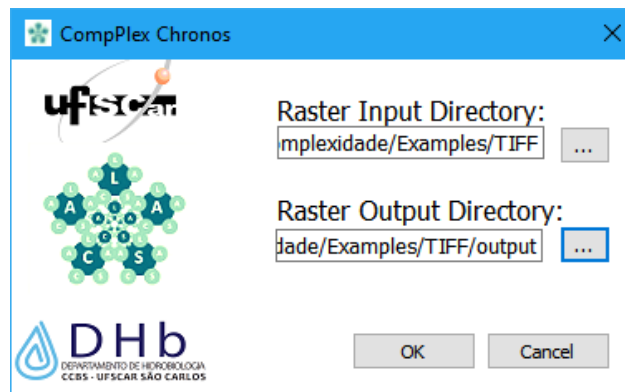 CompPlex Chronos
ufscar
Raster Input Directory:
mplexidade/Examples/TIFF
...
L
A
A
C
S
Raster Output Directory:
dade/Examples/TIFF/output
...
DHb
DEPARTAMENTO DE HIDROBIOLOGIA
CCBS - UFSCAR SÃO CARLOS
OK
Cancel